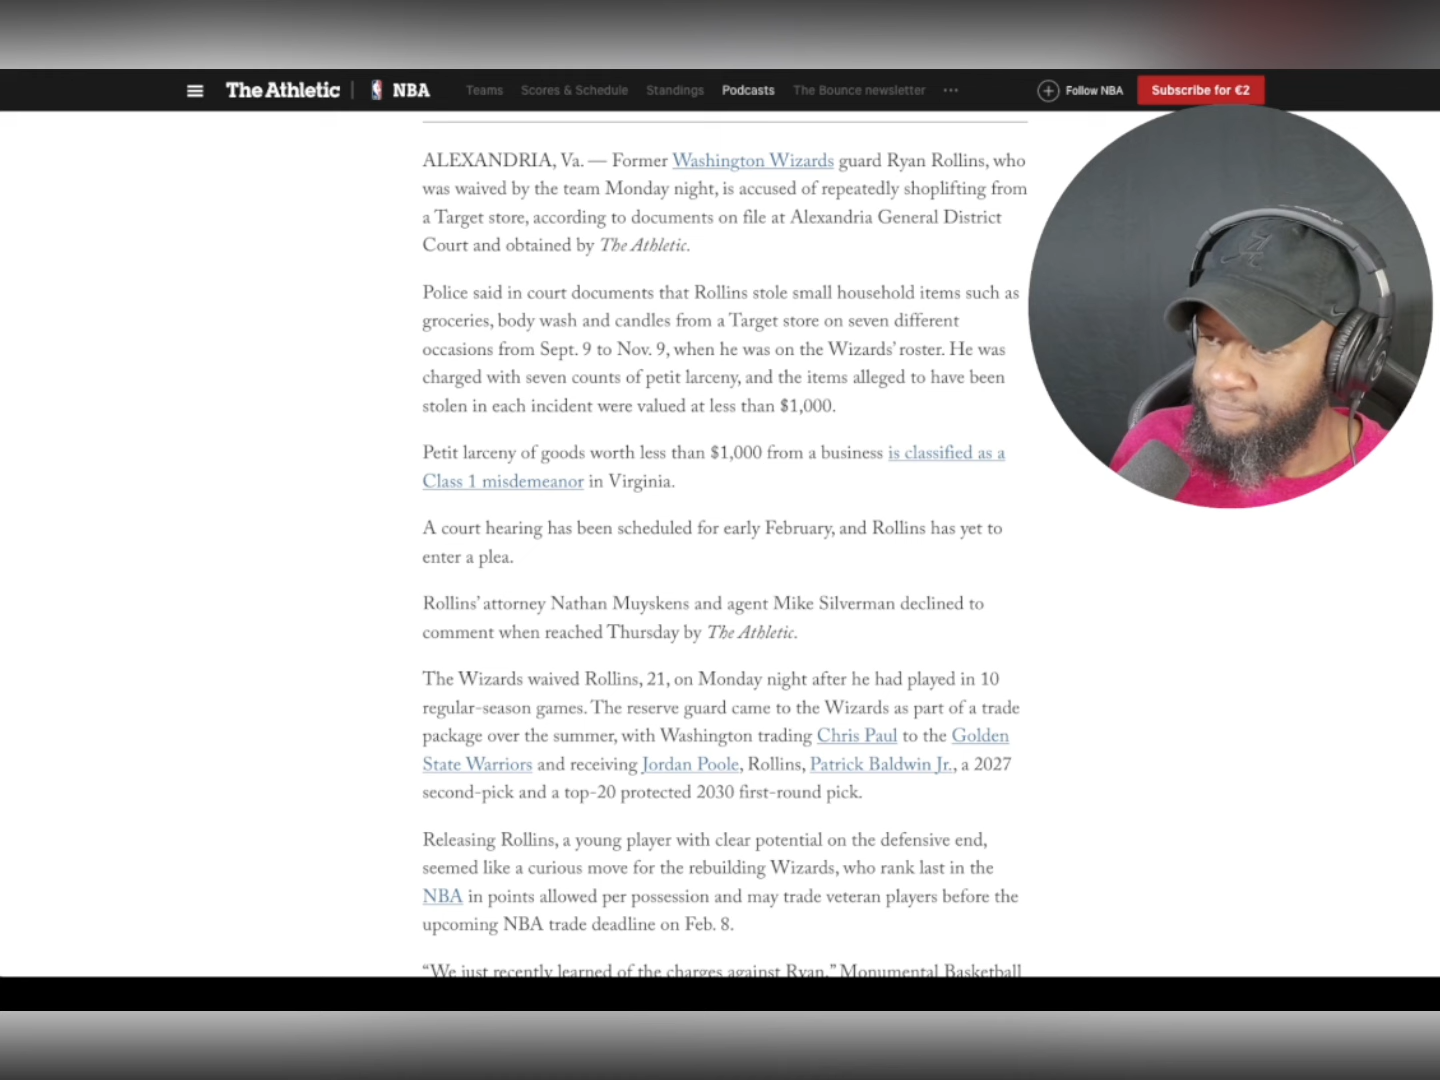 The Athletic | NBA Teams Scores & Schedule Standings Podcasts The Bounce newsletter ••• Follow NBA Subscribe for €2
ALEXANDRIA, Va. — Former Washington Wizards guard Ryan Rollins, who
was waived by the team Monday night, is accused of repeatedly shoplifting from
a Target store, according to documents on file at Alexandria General District
Court and obtained by The Athletic.
Police said in court documents that Rollins stole small household items such as
groceries, body wash and candles from a Target store on seven different
occasions from Sept. 9 to Nov. 9, when he was on the Wizards’ roster. He was
charged with seven counts of petit larceny, and the items alleged to have been
stolen in each incident were valued at less than $1,000.
Petit larceny of goods worth less than $1,000 from a business is classified as a
Class 1 misdemeanor in Virginia.
A court hearing has been scheduled for early February, and Rollins has yet to
enter a plea.
Rollins’ attorney Nathan Muyskens and agent Mike Silverman declined to
comment when reached Thursday by The Athletic.
The Wizards waived Rollins, 21, on Monday night after he had played in 10
regular-season games. The reserve guard came to the Wizards as part of a trade
package over the summer, with Washington trading Chris Paul to the Golden
State Warriors and receiving Jordan Poole, Rollins, Patrick Baldwin Jr., a 2027
second-pick and a top-20 protected 2030 first-round pick.
Releasing Rollins, a young player with clear potential on the defensive end,
seemed like a curious move for the rebuilding Wizards, who rank last in the
NBA in points allowed per possession and may trade veteran players before the
upcoming NBA trade deadline on Feb. 8.
“We just recently learned of the charges against Ryan,” Monumental Basketball